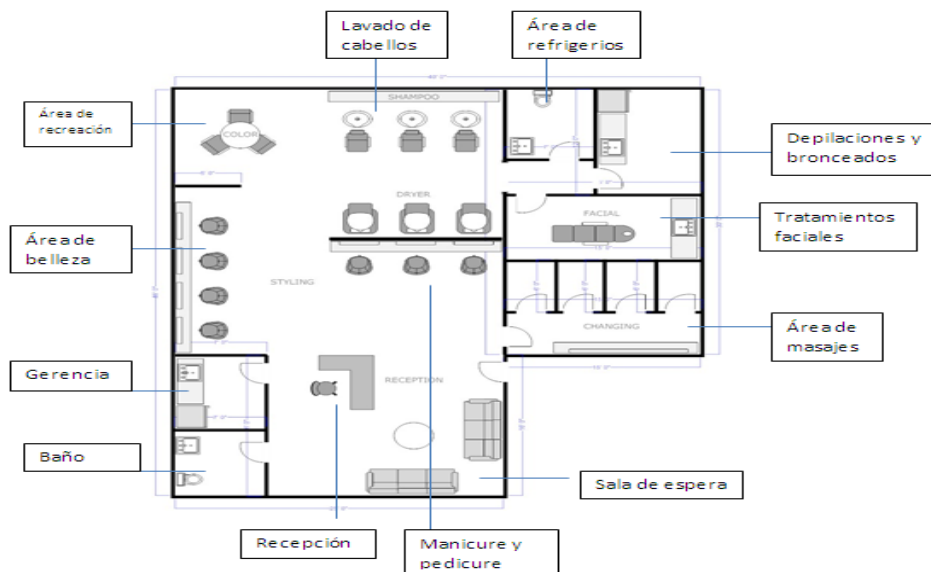 Lavado de
cabellos
Área de
refrigerios
Área de
recreación
SHAMPOO
COLOR
Depilaciones y
bronceados
DRYER
FACIAL
Tratamientos
faciales
Área de
belleza
STYLING
CHANGING
Área de
masajes
Gerencia
RECEPTION
Baño
Sala de espera
Recepción
Manicure y
pedicure